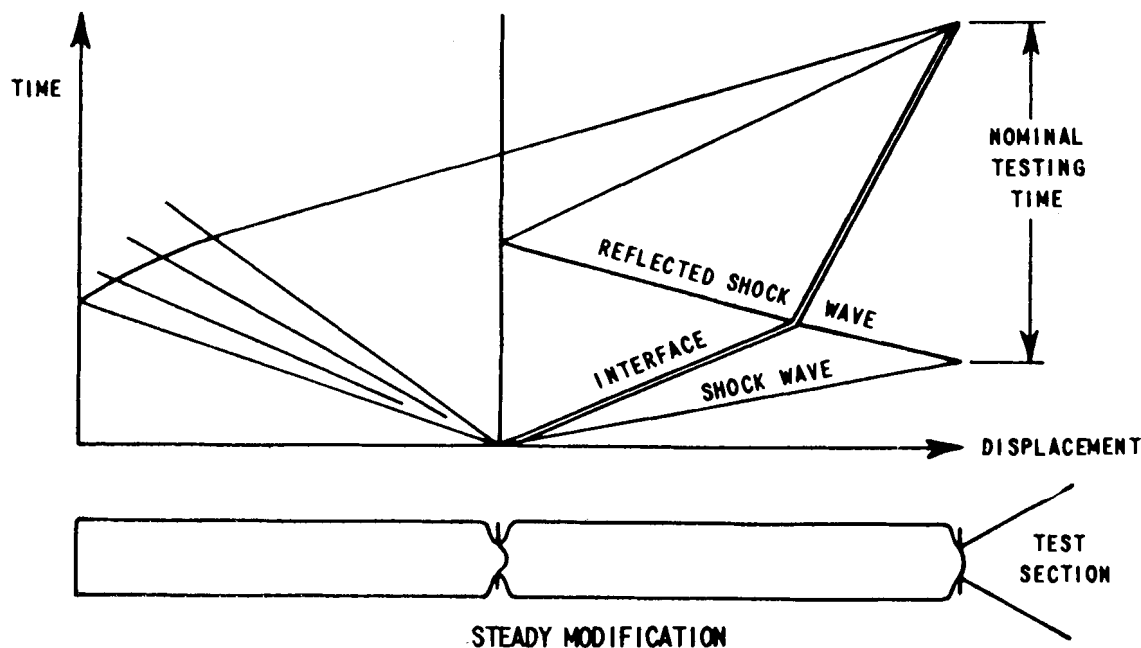 TIME
NOMINAL
TESTING
TIME
REFLECTED SHOCK WAVE
INTERFACE
SHOCK WAVE
DISPLACEMENT
TEST
SECTION
STEADY MODIFICATION